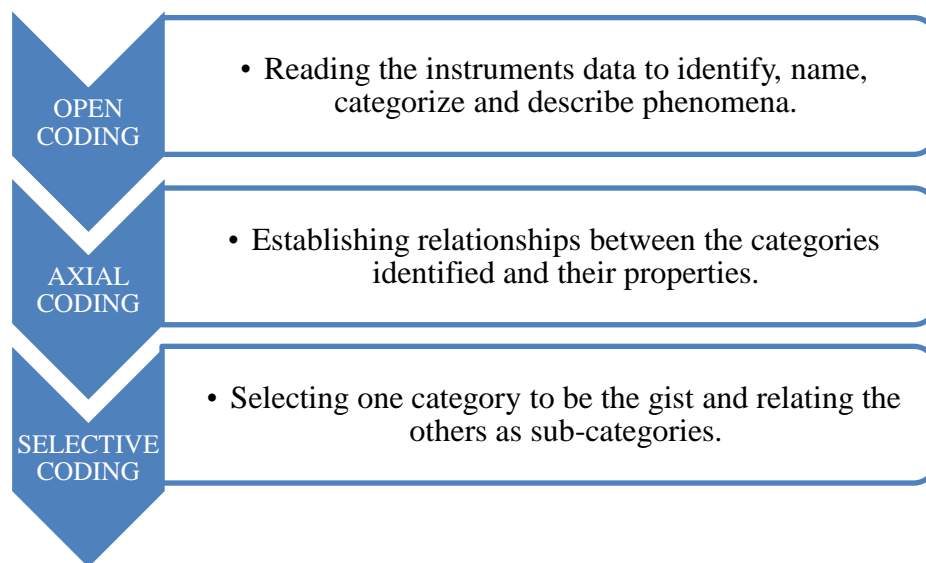 OPEN
CODING
• Reading the instruments data to identify, name,
categorize and describe phenomena.
AXIAL
CODING
• Establishing relationships between the categories
identified and their properties.
SELECTIVE
CODING
• Selecting one category to be the gist and relating the
others as sub-categories.